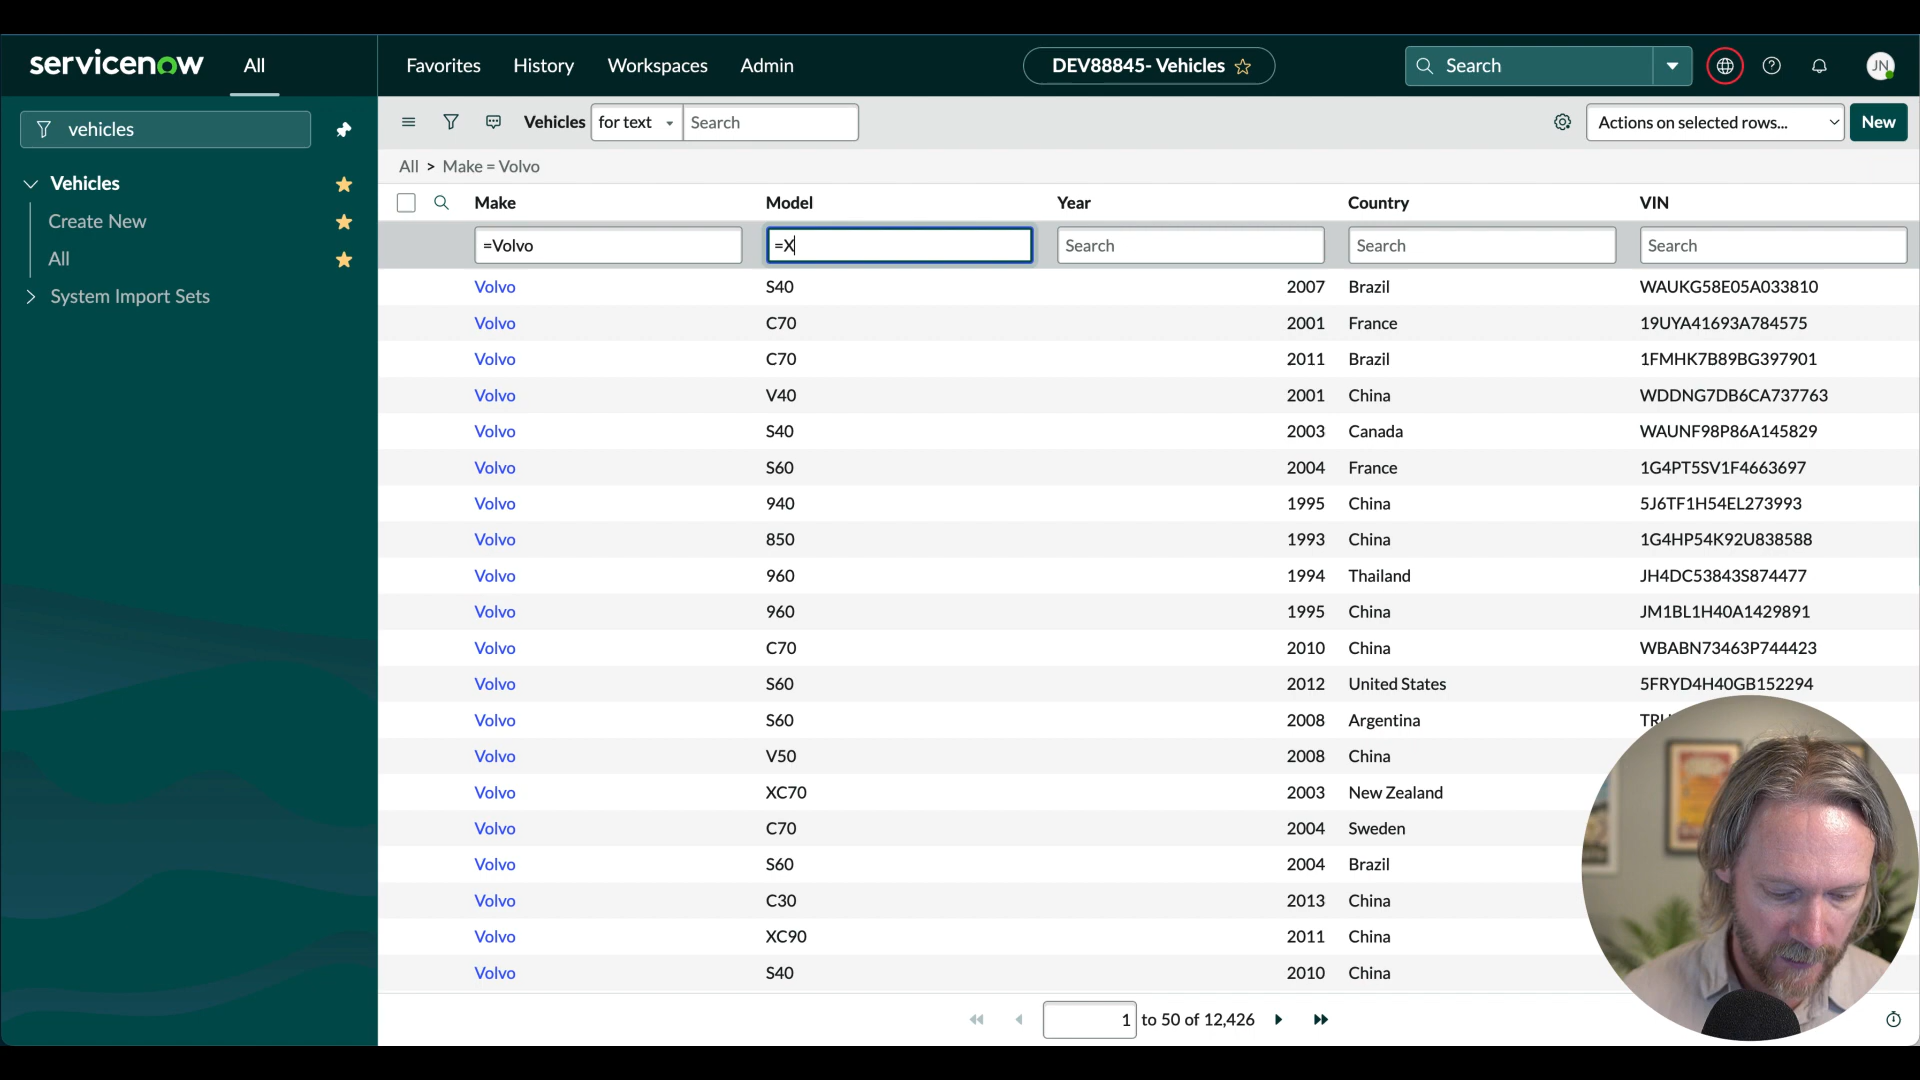 servicenow All Favorites History Workspaces Admin DEV88845- Vehicles Search JN
vehicles
Vehicles
Create New
All
System Import Sets
Vehicles for text Search Actions on selected rows... New
All > Make = Volvo
Make Model Year Country VIN
=Volvo =X Search Search Search
Volvo S40 2007 Brazil WAUKG58E05A033810
Volvo C70 2001 France 19UYA41693A784575
Volvo C70 2011 Brazil 1FMHK7B89BG397901
Volvo V40 2001 China WDDNG7DB6CA737763
Volvo S40 2003 Canada WAUNF98P86A145829
Volvo S60 2004 France 1G4PT5SV1F4663697
Volvo 940 1995 China 5J6TF1H54EL273993
Volvo 850 1993 China 1G4HP54K92U838588
Volvo 960 1994 Thailand JH4DC53843S874477
Volvo 960 1995 China JM1BL1H40A1429891
Volvo C70 2010 China WBABN73463P744423
Volvo S60 2012 United States 5FRYD4H40GB152294
Volvo S60 2008 Argentina
Volvo V50 2008 China
Volvo XC70 2003 New Zealand
Volvo C70 2004 Sweden
Volvo S60 2004 Brazil
Volvo C30 2013 China
Volvo XC90 2011 China
Volvo S40 2010 China
1 to 50 of 12,426